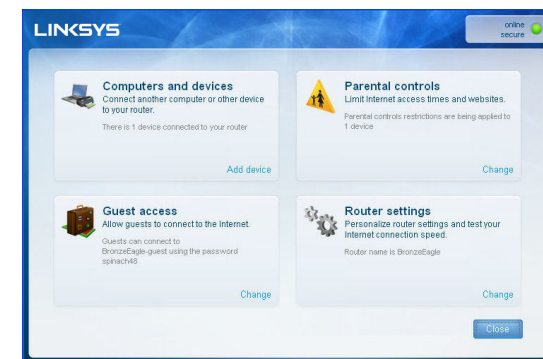 LINKSYS
online
secure
Computers and devices
Connect another computer or other device
to your router.
There is 1 device connected to your router
Add device
Parental controls
Limit Internet access times and websites.
Parental controls restrictions are being applied to
1 device
Change
Guest access
Allow guests to connect to the Internet.
Guests can connect to
BronzeEagle-guest using the password
spinach48
Change
Router settings
Personalize router settings and test your
Internet connection speed.
Router name is BronzeEagle
Change
Close